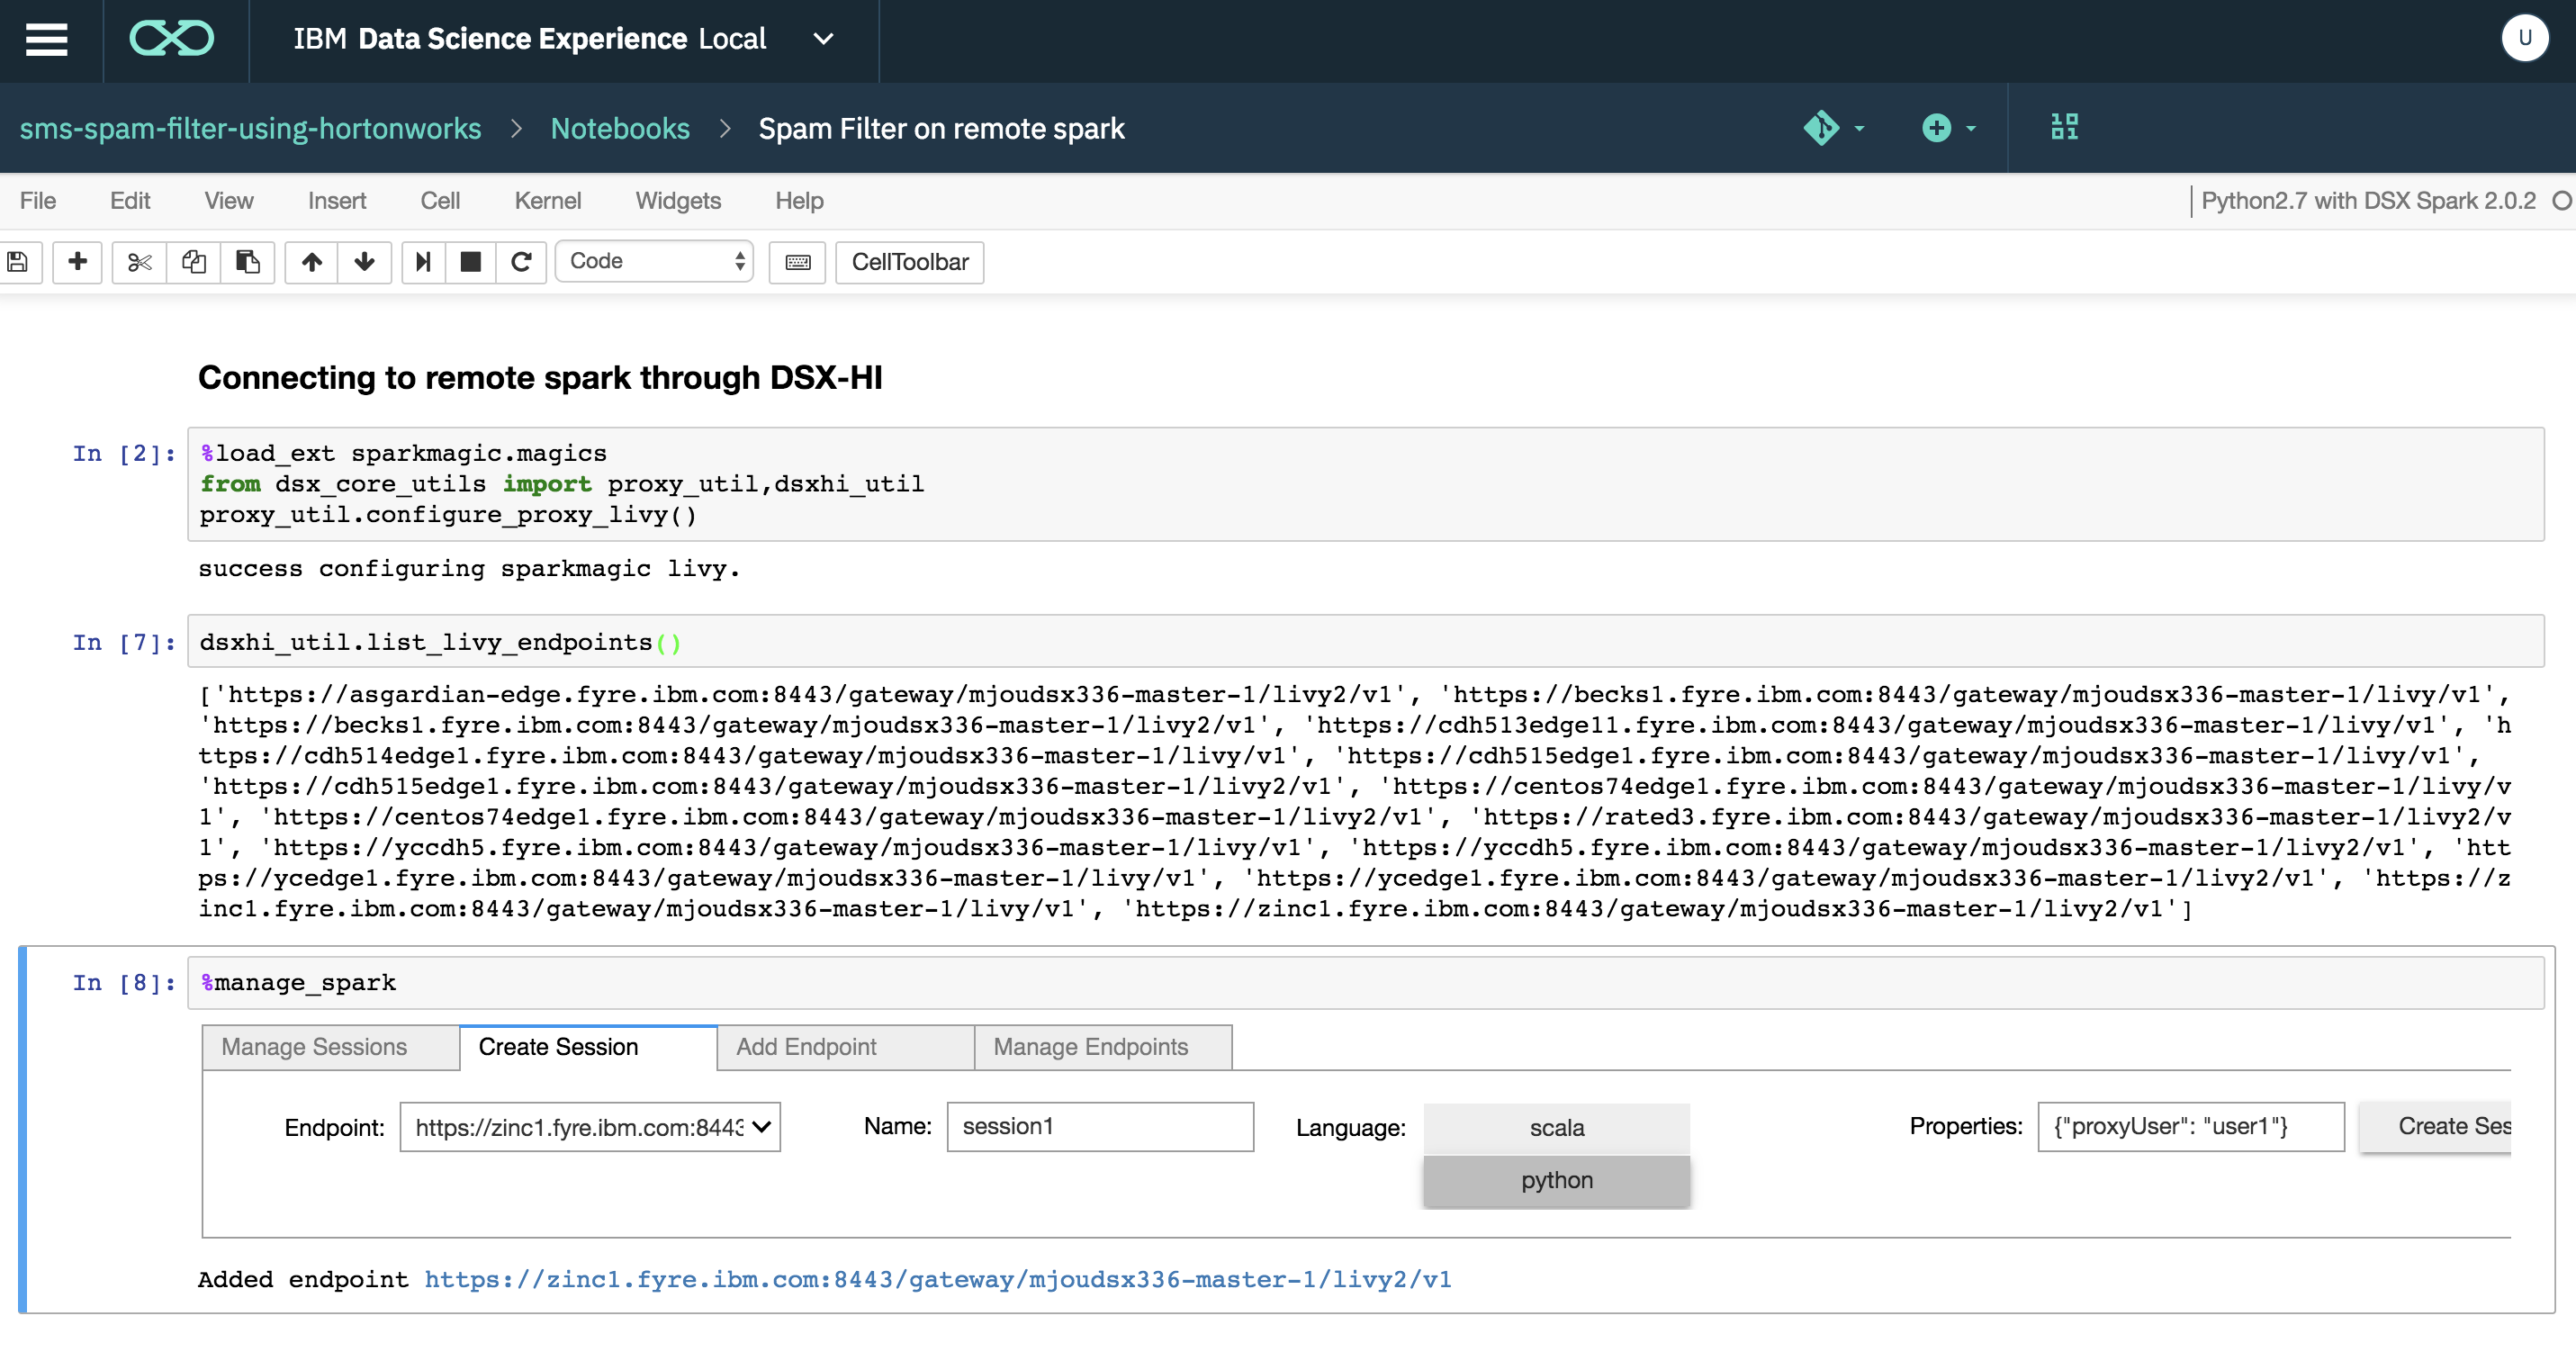 IBM Data Science Experience Local
U
sms-spam-filter-using-hortonworks > Notebooks > Spam Filter on remote spark
File Edit View Insert Cell Kernel Widgets Help Python2.7 with DSX Spark 2.0.2
Code CellToolbar
Connecting to remote spark through DSX-HI
In [2]: %load_ext sparkmagic.magics
from dsx_core_utils import proxy_util,dsxhi_util
proxy_util.configure_proxy_livy()
success configuring sparkmagic livy.
In [7]: dsxhi_util.list_livy_endpoints()
['https://asgardian-edge.fyre.ibm.com:8443/gateway/mjoudsx336-master-1/livy2/v1', 'https://becks1.fyre.ibm.com:8443/gateway/mjoudsx336-master-1/livy/v1',
'https://becks1.fyre.ibm.com:8443/gateway/mjoudsx336-master-1/livy2/v1', 'https://cdh513edge11.fyre.ibm.com:8443/gateway/mjoudsx336-master-1/livy/v1', 'h
ttps://cdh514edge1.fyre.ibm.com:8443/gateway/mjoudsx336-master-1/livy/v1', 'https://cdh515edge1.fyre.ibm.com:8443/gateway/mjoudsx336-master-1/livy/v1',
'https://cdh515edge1.fyre.ibm.com:8443/gateway/mjoudsx336-master-1/livy2/v1', 'https://centos74edge1.fyre.ibm.com:8443/gateway/mjoudsx336-master-1/livy/v
1', 'https://centos74edge1.fyre.ibm.com:8443/gateway/mjoudsx336-master-1/livy2/v1', 'https://rated3.fyre.ibm.com:8443/gateway/mjoudsx336-master-1/livy2/v
1', 'https://yccdh5.fyre.ibm.com:8443/gateway/mjoudsx336-master-1/livy/v1', 'https://yccdh5.fyre.ibm.com:8443/gateway/mjoudsx336-master-1/livy2/v1', 'htt
ps://ycedge1.fyre.ibm.com:8443/gateway/mjoudsx336-master-1/livy/v1', 'https://ycedge1.fyre.ibm.com:8443/gateway/mjoudsx336-master-1/livy2/v1', 'https://z
inc1.fyre.ibm.com:8443/gateway/mjoudsx336-master-1/livy/v1', 'https://zinc1.fyre.ibm.com:8443/gateway/mjoudsx336-master-1/livy2/v1']
In [8]: %manage_spark
Manage Sessions Create Session Add Endpoint Manage Endpoints
Endpoint: https://zinc1.fyre.ibm.com:8443 Name: session1 Language: scala Properties: {"proxyUser": "user1"} Create Ses
python
Added endpoint https://zinc1.fyre.ibm.com:8443/gateway/mjoudsx336-master-1/livy2/v1